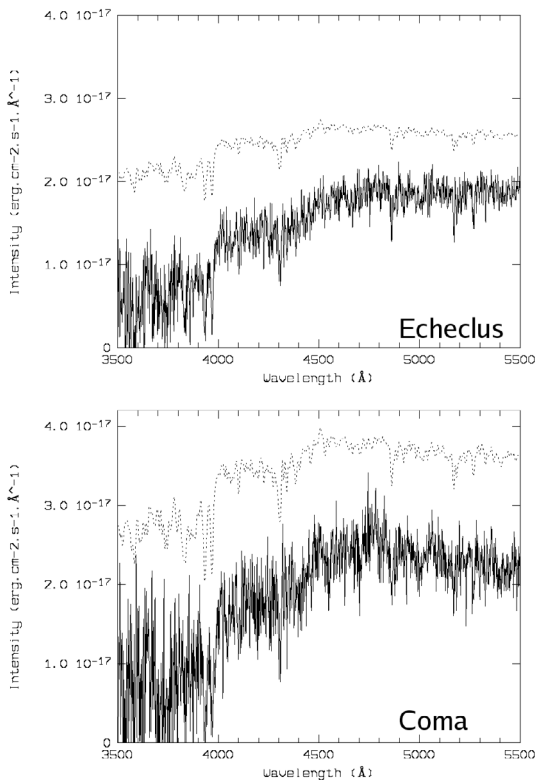 4.0 10^-17
3.0 10^-17
2.0 10^-17
1.0 10^-17
0
Intensity (erg.cm-2.s-1.Å^-1)
Echeclus
3500 4000 4500 5000 5500
Wavelength (Å)
4.0 10^-17
3.0 10^-17
2.0 10^-17
1.0 10^-17
0
Intensity (erg.cm-2.s-1.Å^-1)
Coma
3500 4000 4500 5000 5500
Wavelength (Å)